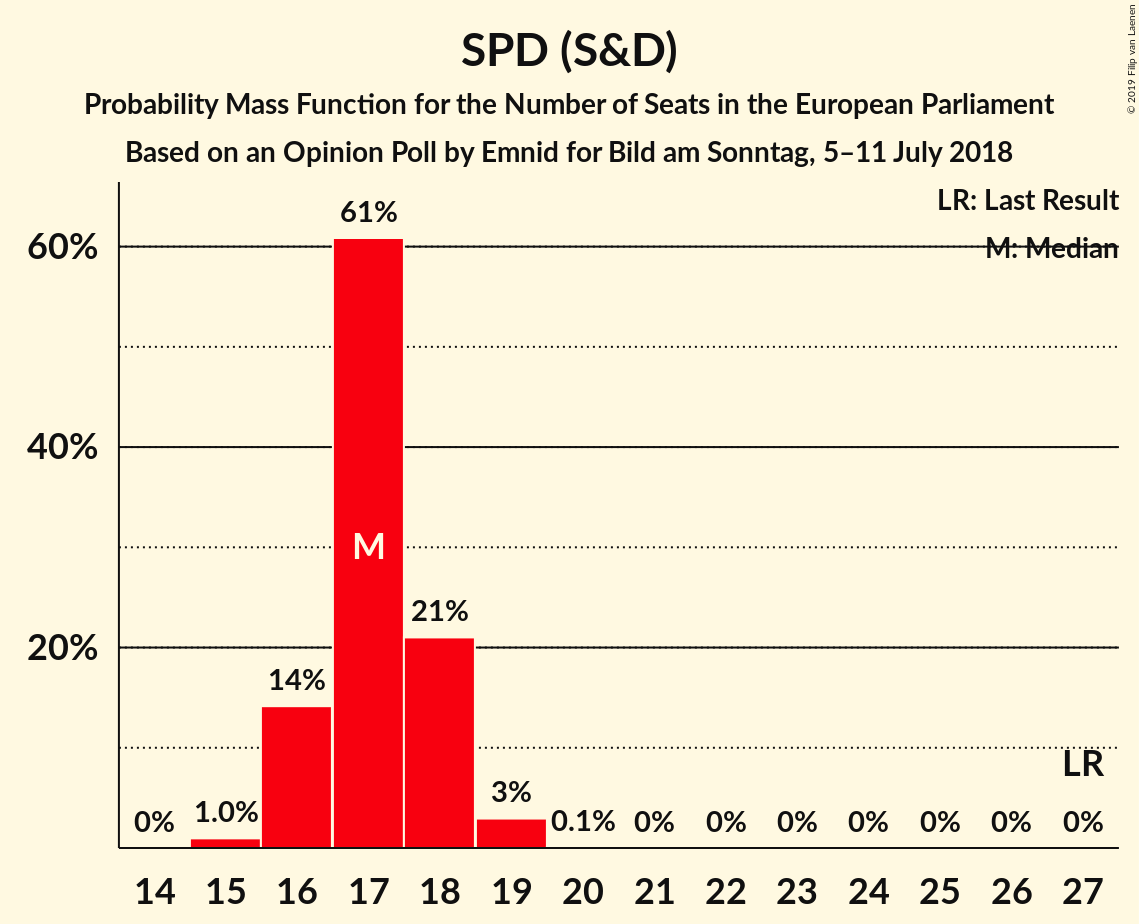 SPD (S&D)
Probability Mass Function for the Number of Seats in the European Parliament
Based on an Opinion Poll by Emnid for Bild am Sonntag, 5–11 July 2018
© 2019 Filip van Laenen
LR: Last Result
M: Median
60%
40%
20%
0%
1.0%
14%
61%
M
21%
3%
0.1%
0%
0%
0%
0%
0%
0%
LR
0%
14 15 16 17 18 19 20 21 22 23 24 25 26 27